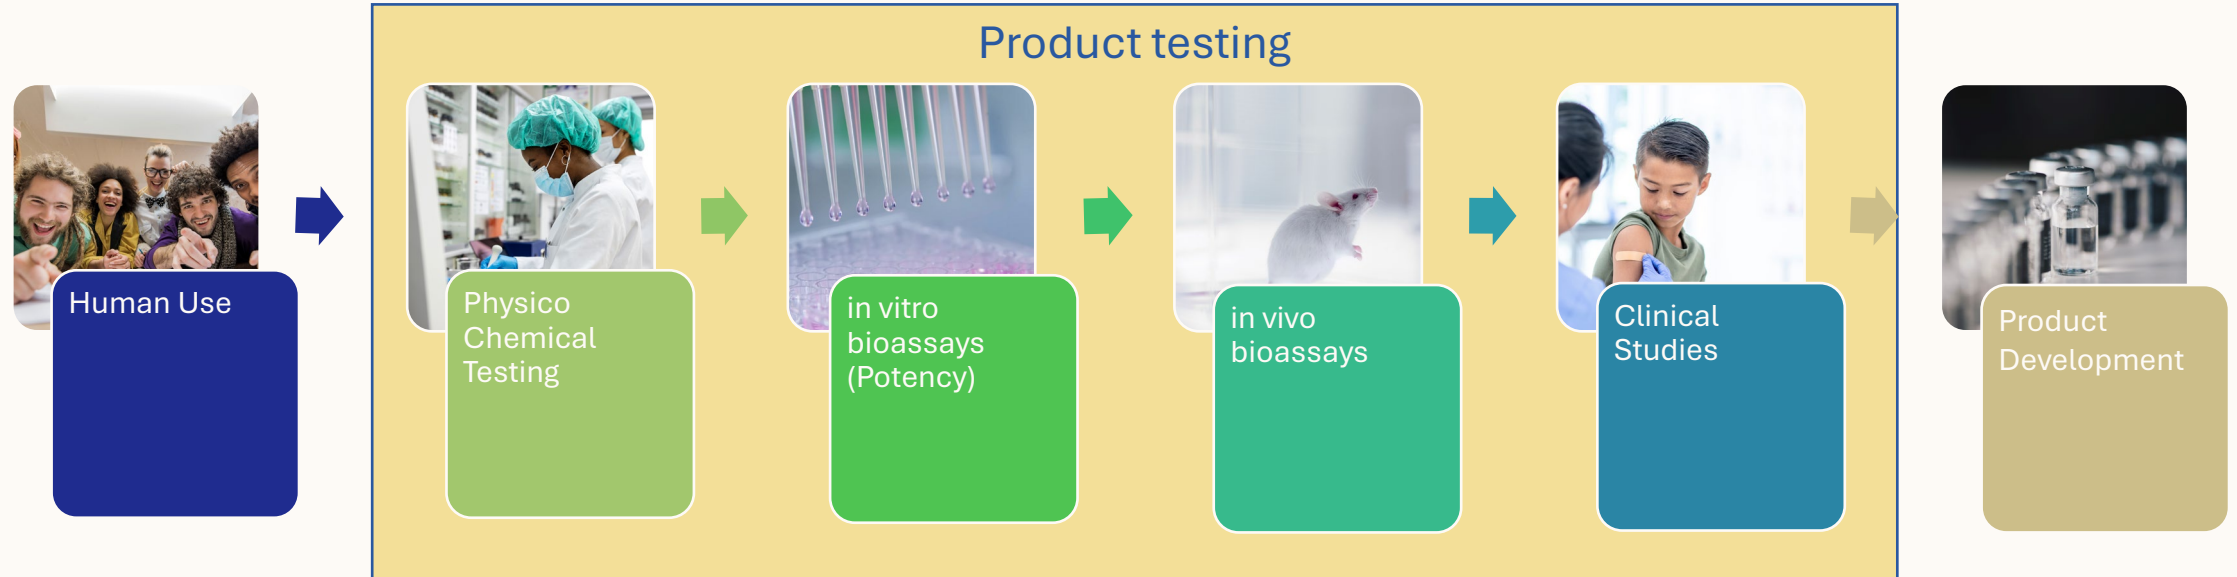 Product testing
Human Use
Physico
Chemical
Testing
in vitro
bioassays
(Potency)
in vivo
bioassays
Clinical
Studies
Product
Development